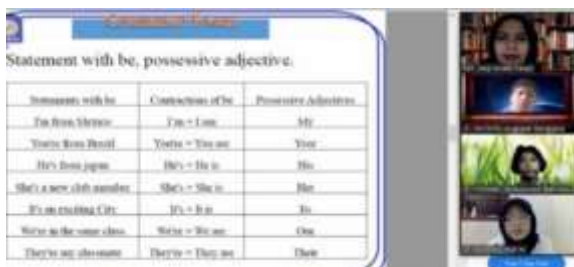 Grammar Focus
Statement with be, possessive adjective.
Statements with be Contractions of be Possessive Adjectives
I'm from Mexico I'm = I am My
You're from Brazil You're = You are Your
He's from japan He's = He is His
She's a new club member She's = She is Her
It's an exciting City It's = It is
We're in the same class We're = We are Our
They're my classmate They're = They are Their